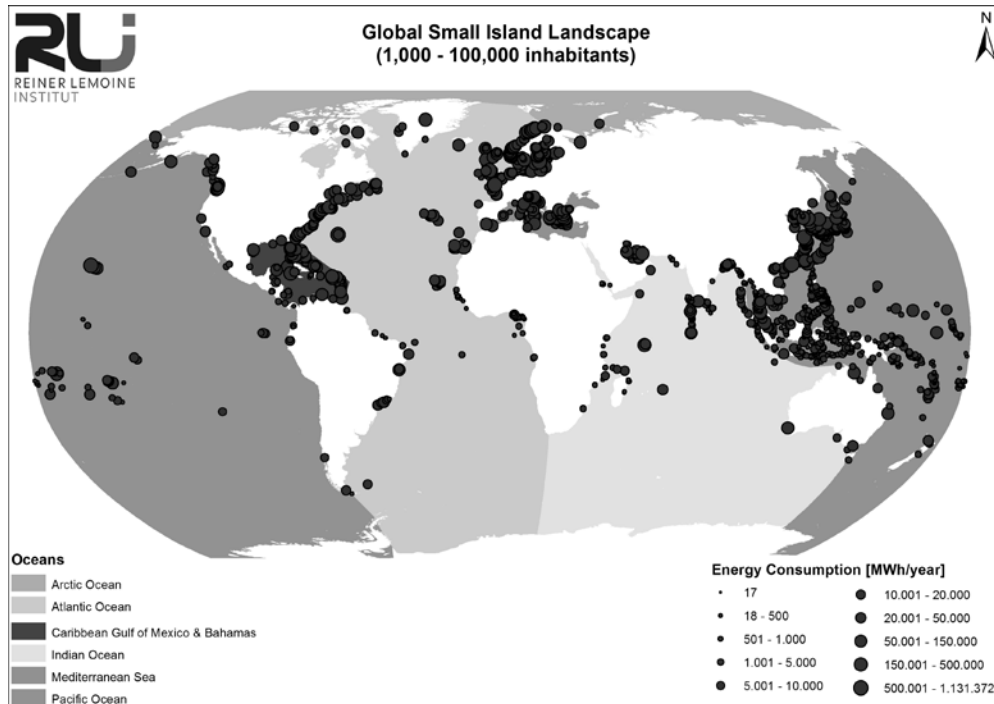 RLI
REINER LEMOINE
INSTITUT
Global Small Island Landscape
(1,000 - 100,000 inhabitants)
N
Oceans
Arctic Ocean
Atlantic Ocean
Caribbean Gulf of Mexico & Bahamas
Indian Ocean
Mediterranean Sea
Pacific Ocean
Energy Consumption [MWh/year]
17
18 - 500
501 - 1.000
1.001 - 5.000
5.001 - 10.000
10.001 - 20.000
20.001 - 50.000
50.001 - 150.000
150.001 - 500.000
500.001 - 1.131.372